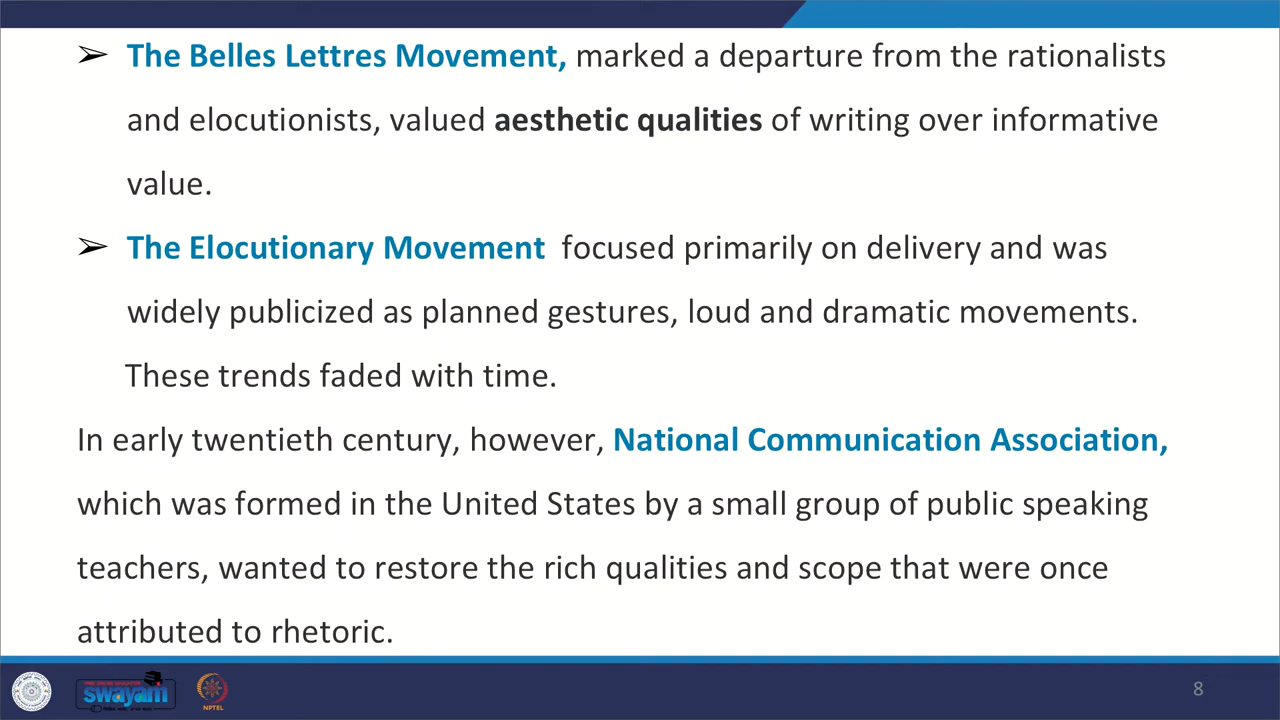 ➢ The Belles Lettres Movement, marked a departure from the rationalists
and elocutionists, valued aesthetic qualities of writing over informative
value.
➢ The Elocutionary Movement focused primarily on delivery and was
widely publicized as planned gestures, loud and dramatic movements.
These trends faded with time.
In early twentieth century, however, National Communication Association,
which was formed in the United States by a small group of public speaking
teachers, wanted to restore the rich qualities and scope that were once
attributed to rhetoric.
swayam
NPTEL
8